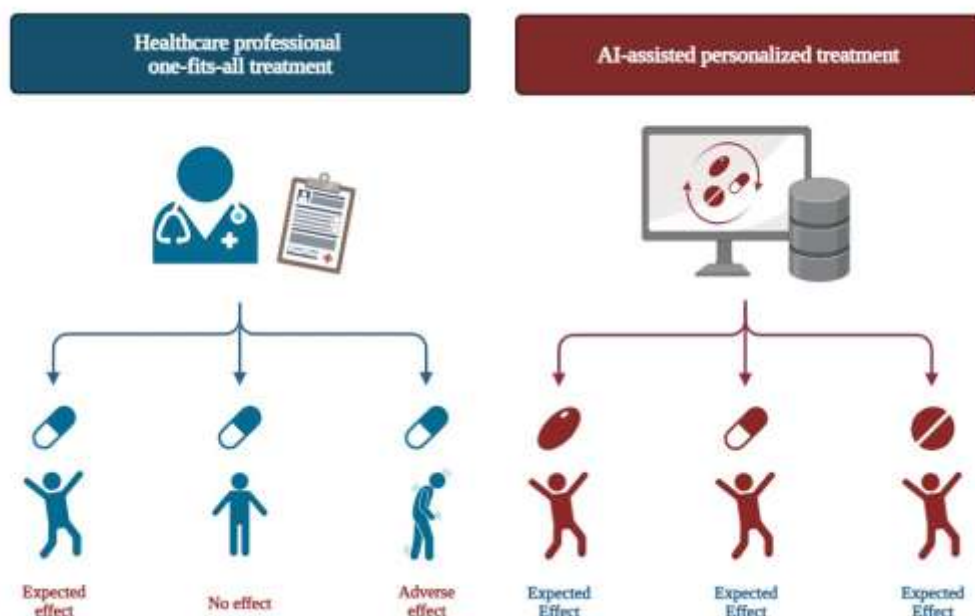 Healthcare professional
one-fits-all treatment
AI-assisted personalized treatment
Expected
effect
No effect
Adverse
effect
Expected
Effect
Expected
Effect
Expected
Effect